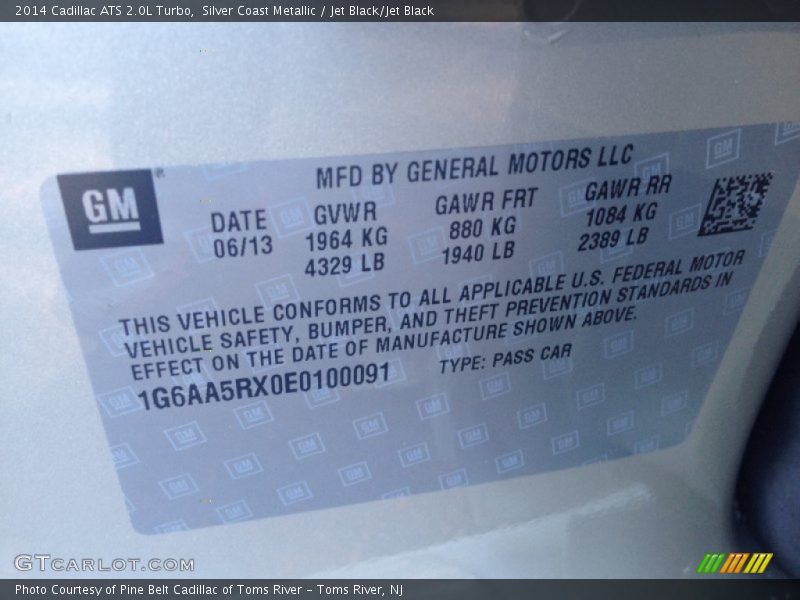 2014 Cadillac ATS 2.0L Turbo, Silver Coast Metallic / Jet Black/Jet Black
MFD BY GENERAL MOTORS LLC
GM®
DATE GVWR GAWR FRT GAWR RR
06/13 1964 KG 880 KG 1084 KG
4329 LB 1940 LB 2389 LB
THIS VEHICLE CONFORMS TO ALL APPLICABLE U.S. FEDERAL MOTOR
VEHICLE SAFETY, BUMPER, AND THEFT PREVENTION STANDARDS IN
EFFECT ON THE DATE OF MANUFACTURE SHOWN ABOVE.
1G6AA5RX0E0100091 TYPE: PASS CAR
GTCARLOT.COM
Photo Courtesy of Pine Belt Cadillac of Toms River – Toms River, NJ